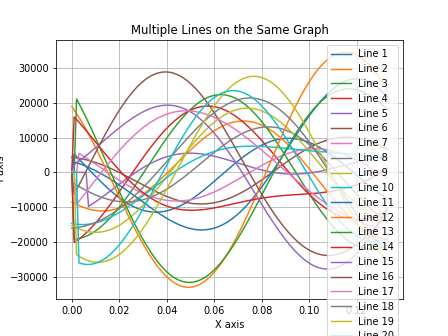 Multiple Lines on the Same Graph
30000
20000
10000
0
−10000
−20000
−30000
0.00
0.02
0.04
0.06
0.08
0.10
X axis
Line 1
Line 2
Line 3
Line 4
Line 5
Line 6
Line 7
Line 8
Line 9
Line 10
Line 11
Line 12
Line 13
Line 14
Line 15
Line 16
Line 17
Line 18
Line 19
Line 20